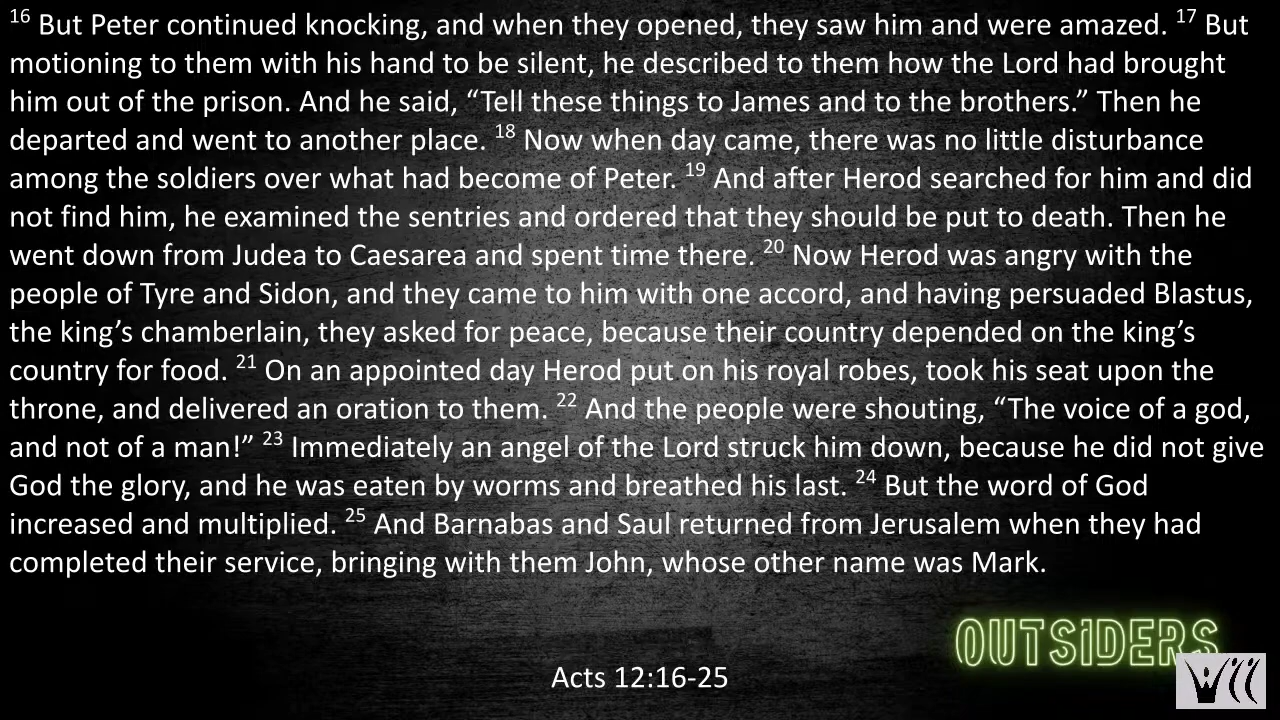 16 But Peter continued knocking, and when they opened, they saw him and were amazed. 17 But
motioning to them with his hand to be silent, he described to them how the Lord had brought
him out of the prison. And he said, “Tell these things to James and to the brothers.” Then he
departed and went to another place. 18 Now when day came, there was no little disturbance
among the soldiers over what had become of Peter. 19 And after Herod searched for him and did
not find him, he examined the sentries and ordered that they should be put to death. Then he
went down from Judea to Caesarea and spent time there. 20 Now Herod was angry with the
people of Tyre and Sidon, and they came to him with one accord, and having persuaded Blastus,
the king’s chamberlain, they asked for peace, because their country depended on the king’s
country for food. 21 On an appointed day Herod put on his royal robes, took his seat upon the
throne, and delivered an oration to them. 22 And the people were shouting, “The voice of a god,
and not of a man!” 23 Immediately an angel of the Lord struck him down, because he did not give
God the glory, and he was eaten by worms and breathed his last. 24 But the word of God
increased and multiplied. 25 And Barnabas and Saul returned from Jerusalem when they had
completed their service, bringing with them John, whose other name was Mark.
OUTSiDERS
Acts 12:16-25